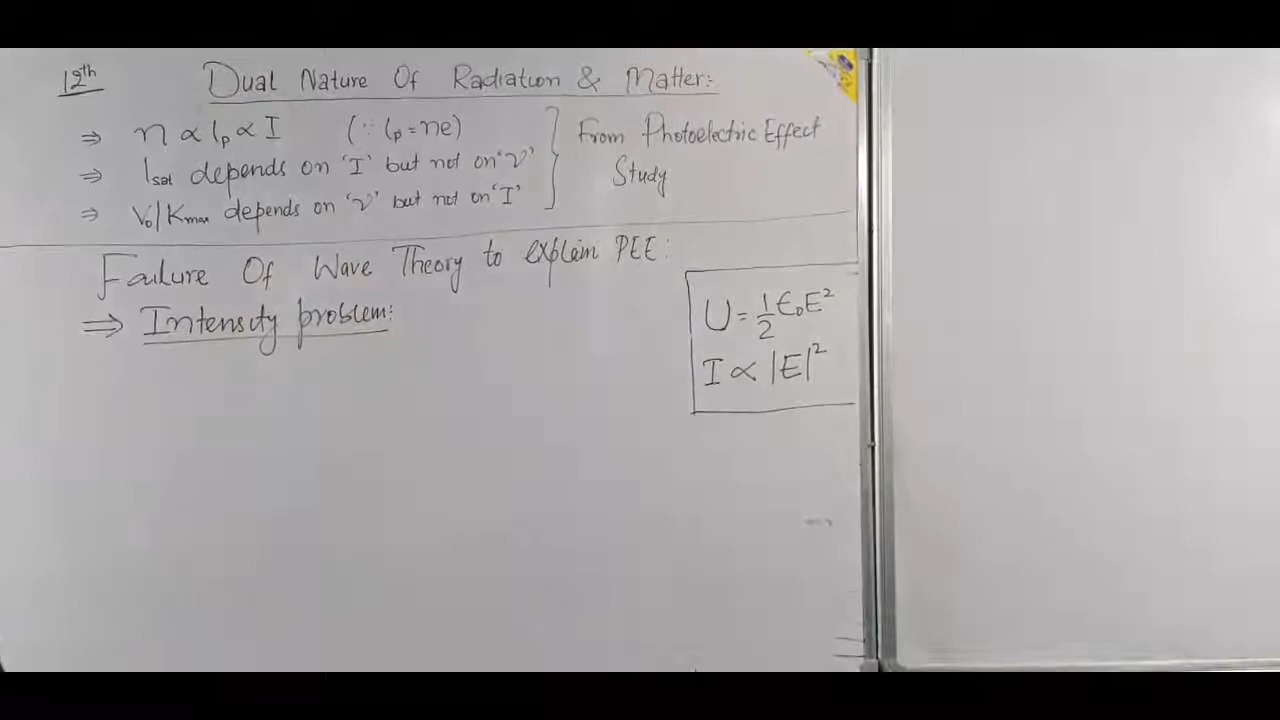 12th
Dual Nature Of Radiation & Matter:
⇒ n ∝ ip ∝ I (∵ ip = ne)
⇒ Isat depends on 'I' but not on 'ν'
⇒ V₀/Kmax depends on 'ν' but not on 'I'
From Photoelectric Effect
Study
Failure Of Wave Theory to explain PEE:
⇒ Intensity problem:
U = 1/2 ε₀E²
I ∝ |E|²